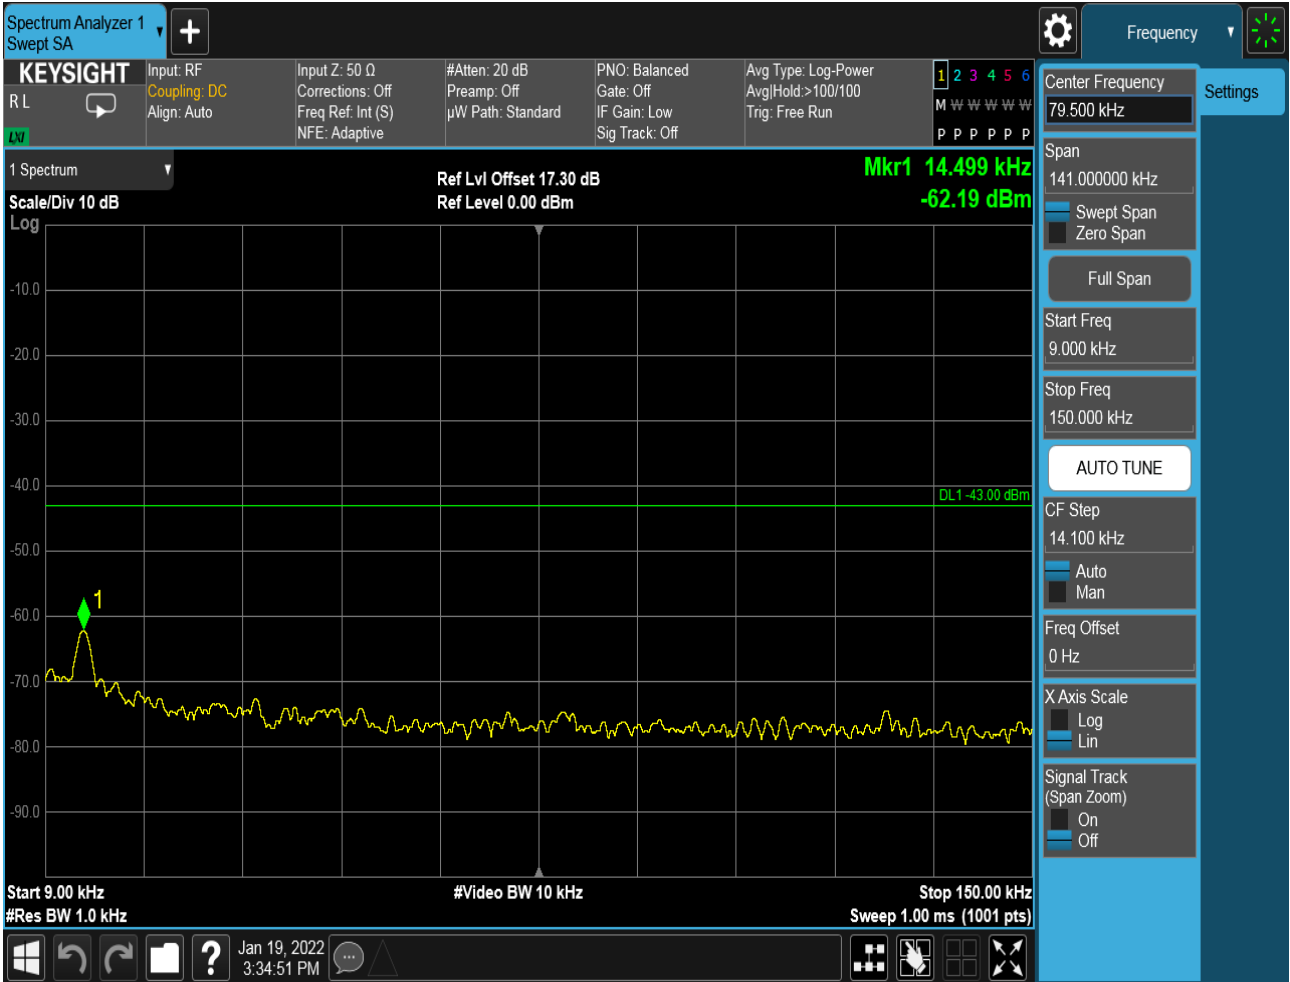 Spectrum Analyzer 1
Swept SA
Frequency
KEYSIGHT
R L
LXI
Input: RF
Coupling: DC
Align: Auto
Input Z: 50 Ω
Corrections: Off
Freq Ref: Int (S)
NFE: Adaptive
#Atten: 20 dB
Preamp: Off
µW Path: Standard
PNO: Balanced
Gate: Off
IF Gain: Low
Sig Track: Off
Avg Type: Log-Power
Avg|Hold:>100/100
Trig: Free Run
1 2 3 4 5 6
M W W W W W
P P P P P P
1 Spectrum
Scale/Div 10 dB
Log
Ref Lvl Offset 17.30 dB
Ref Level 0.00 dBm
Mkr1 14.499 kHz
-62.19 dBm
-10.0
-20.0
-30.0
-40.0
DL1 -43.00 dBm
-50.0
-60.0
1
-70.0
-80.0
-90.0
Start 9.00 kHz
#Video BW 10 kHz
Stop 150.00 kHz
#Res BW 1.0 kHz
Sweep 1.00 ms (1001 pts)
Center Frequency
79.500 kHz
Span
141.000000 kHz
Swept Span
Zero Span
Full Span
Start Freq
9.000 kHz
Stop Freq
150.000 kHz
AUTO TUNE
CF Step
14.100 kHz
Auto
Man
Freq Offset
0 Hz
X Axis Scale
Log
Lin
Signal Track
(Span Zoom)
On
Off
Settings
?
Jan 19, 2022
3:34:51 PM